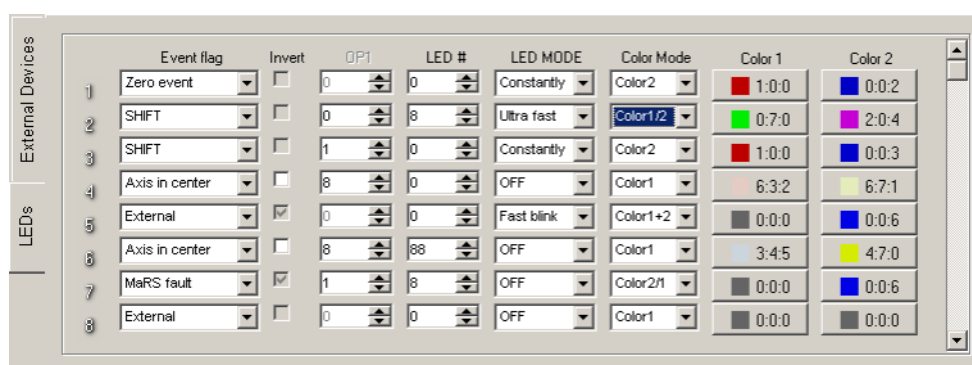 External Devices
LEDs
Event flag Invert OP1 LED # LED MODE Color Mode Color 1 Color 2
1 Zero event 0 0 Constantly Color2 1:0:0 0:0:2
2 SHIFT 0 8 Ultra fast Color1/2 0:7:0 2:0:4
3 SHIFT 1 0 Constantly Color2 1:0:0 0:0:3
4 Axis in center 8 0 OFF Color1 6:3:2 6:7:1
5 External 0 0 Fast blink Color1+2 0:0:0 0:0:6
6 Axis in center 8 88 OFF Color1 3:4:5 4:7:0
7 MaRS fault 1 8 OFF Color2/1 0:0:0 0:0:6
8 External 0 0 OFF Color1 0:0:0 0:0:0